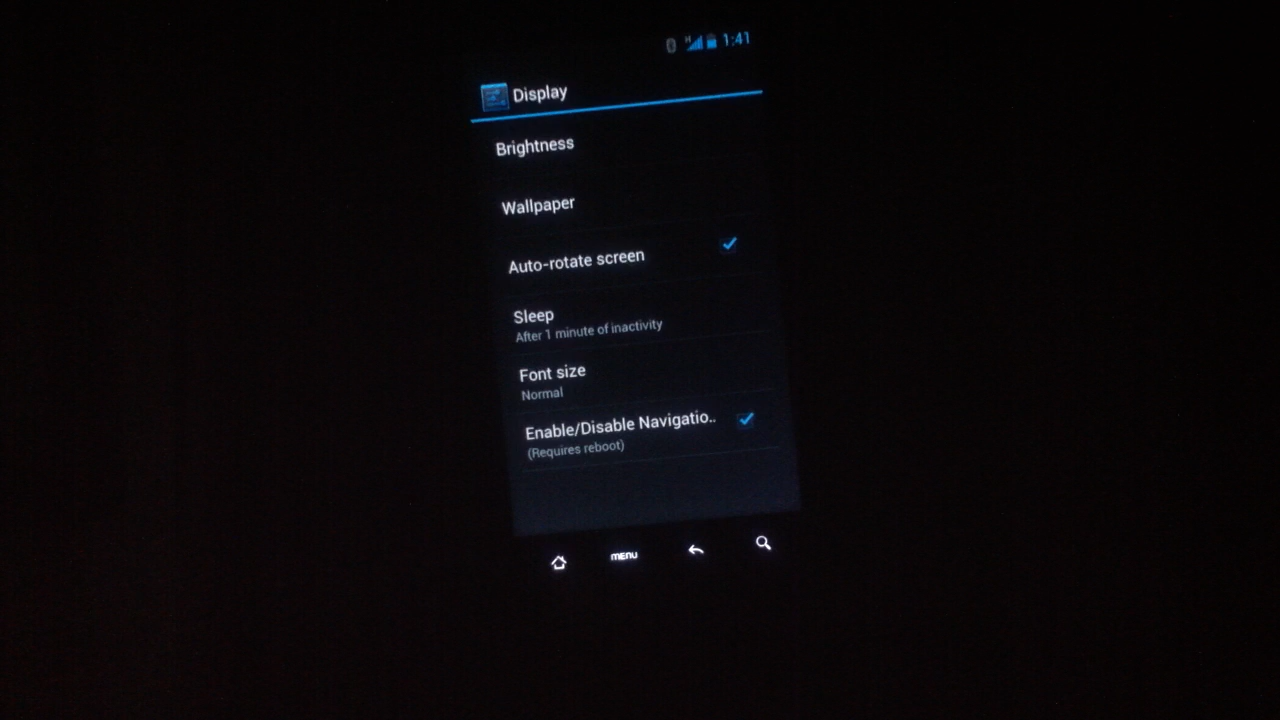 H 1:41
Display
Brightness
Wallpaper
Auto-rotate screen
Sleep
After 1 minute of inactivity
Font size
Normal
Enable/Disable Navigatio..
(Requires reboot)
menu